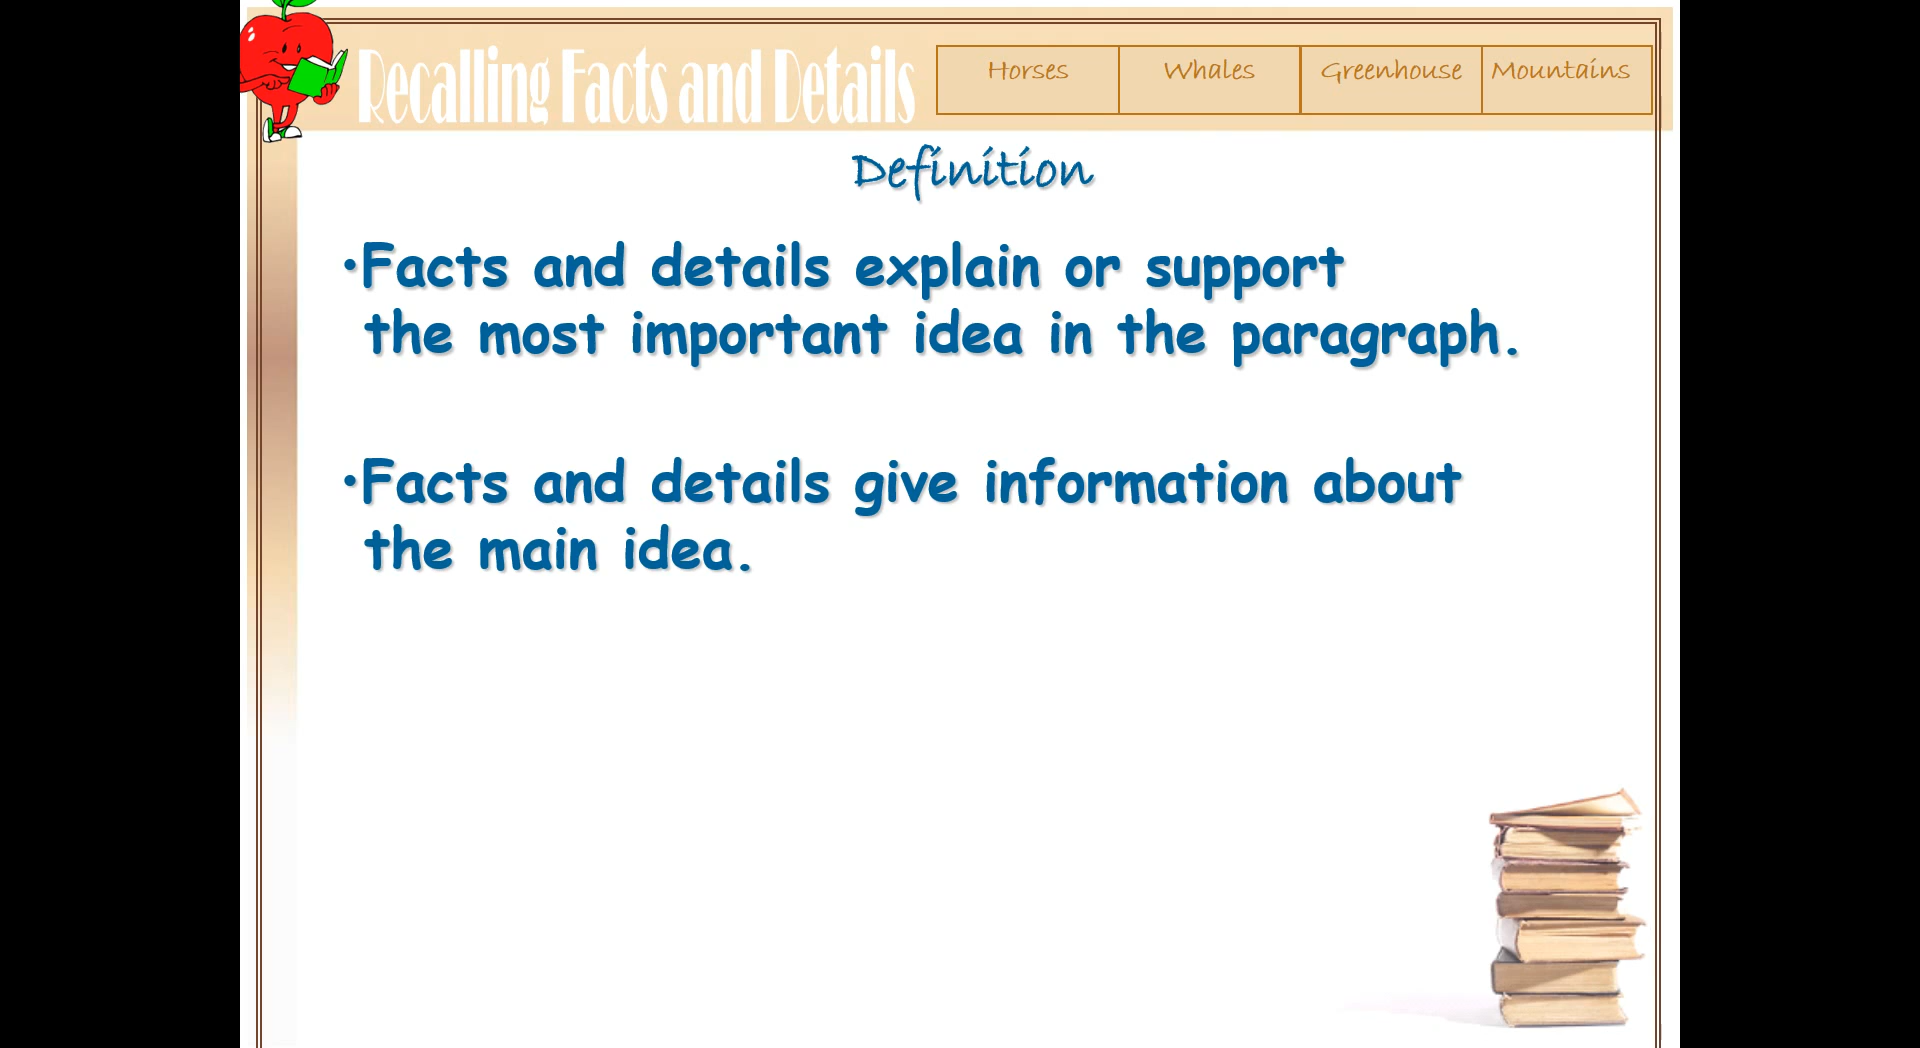 Recalling Facts and Details
Horses
Whales
Greenhouse
Mountains
Definition
•Facts and details explain or support
the most important idea in the paragraph.
•Facts and details give information about
the main idea.